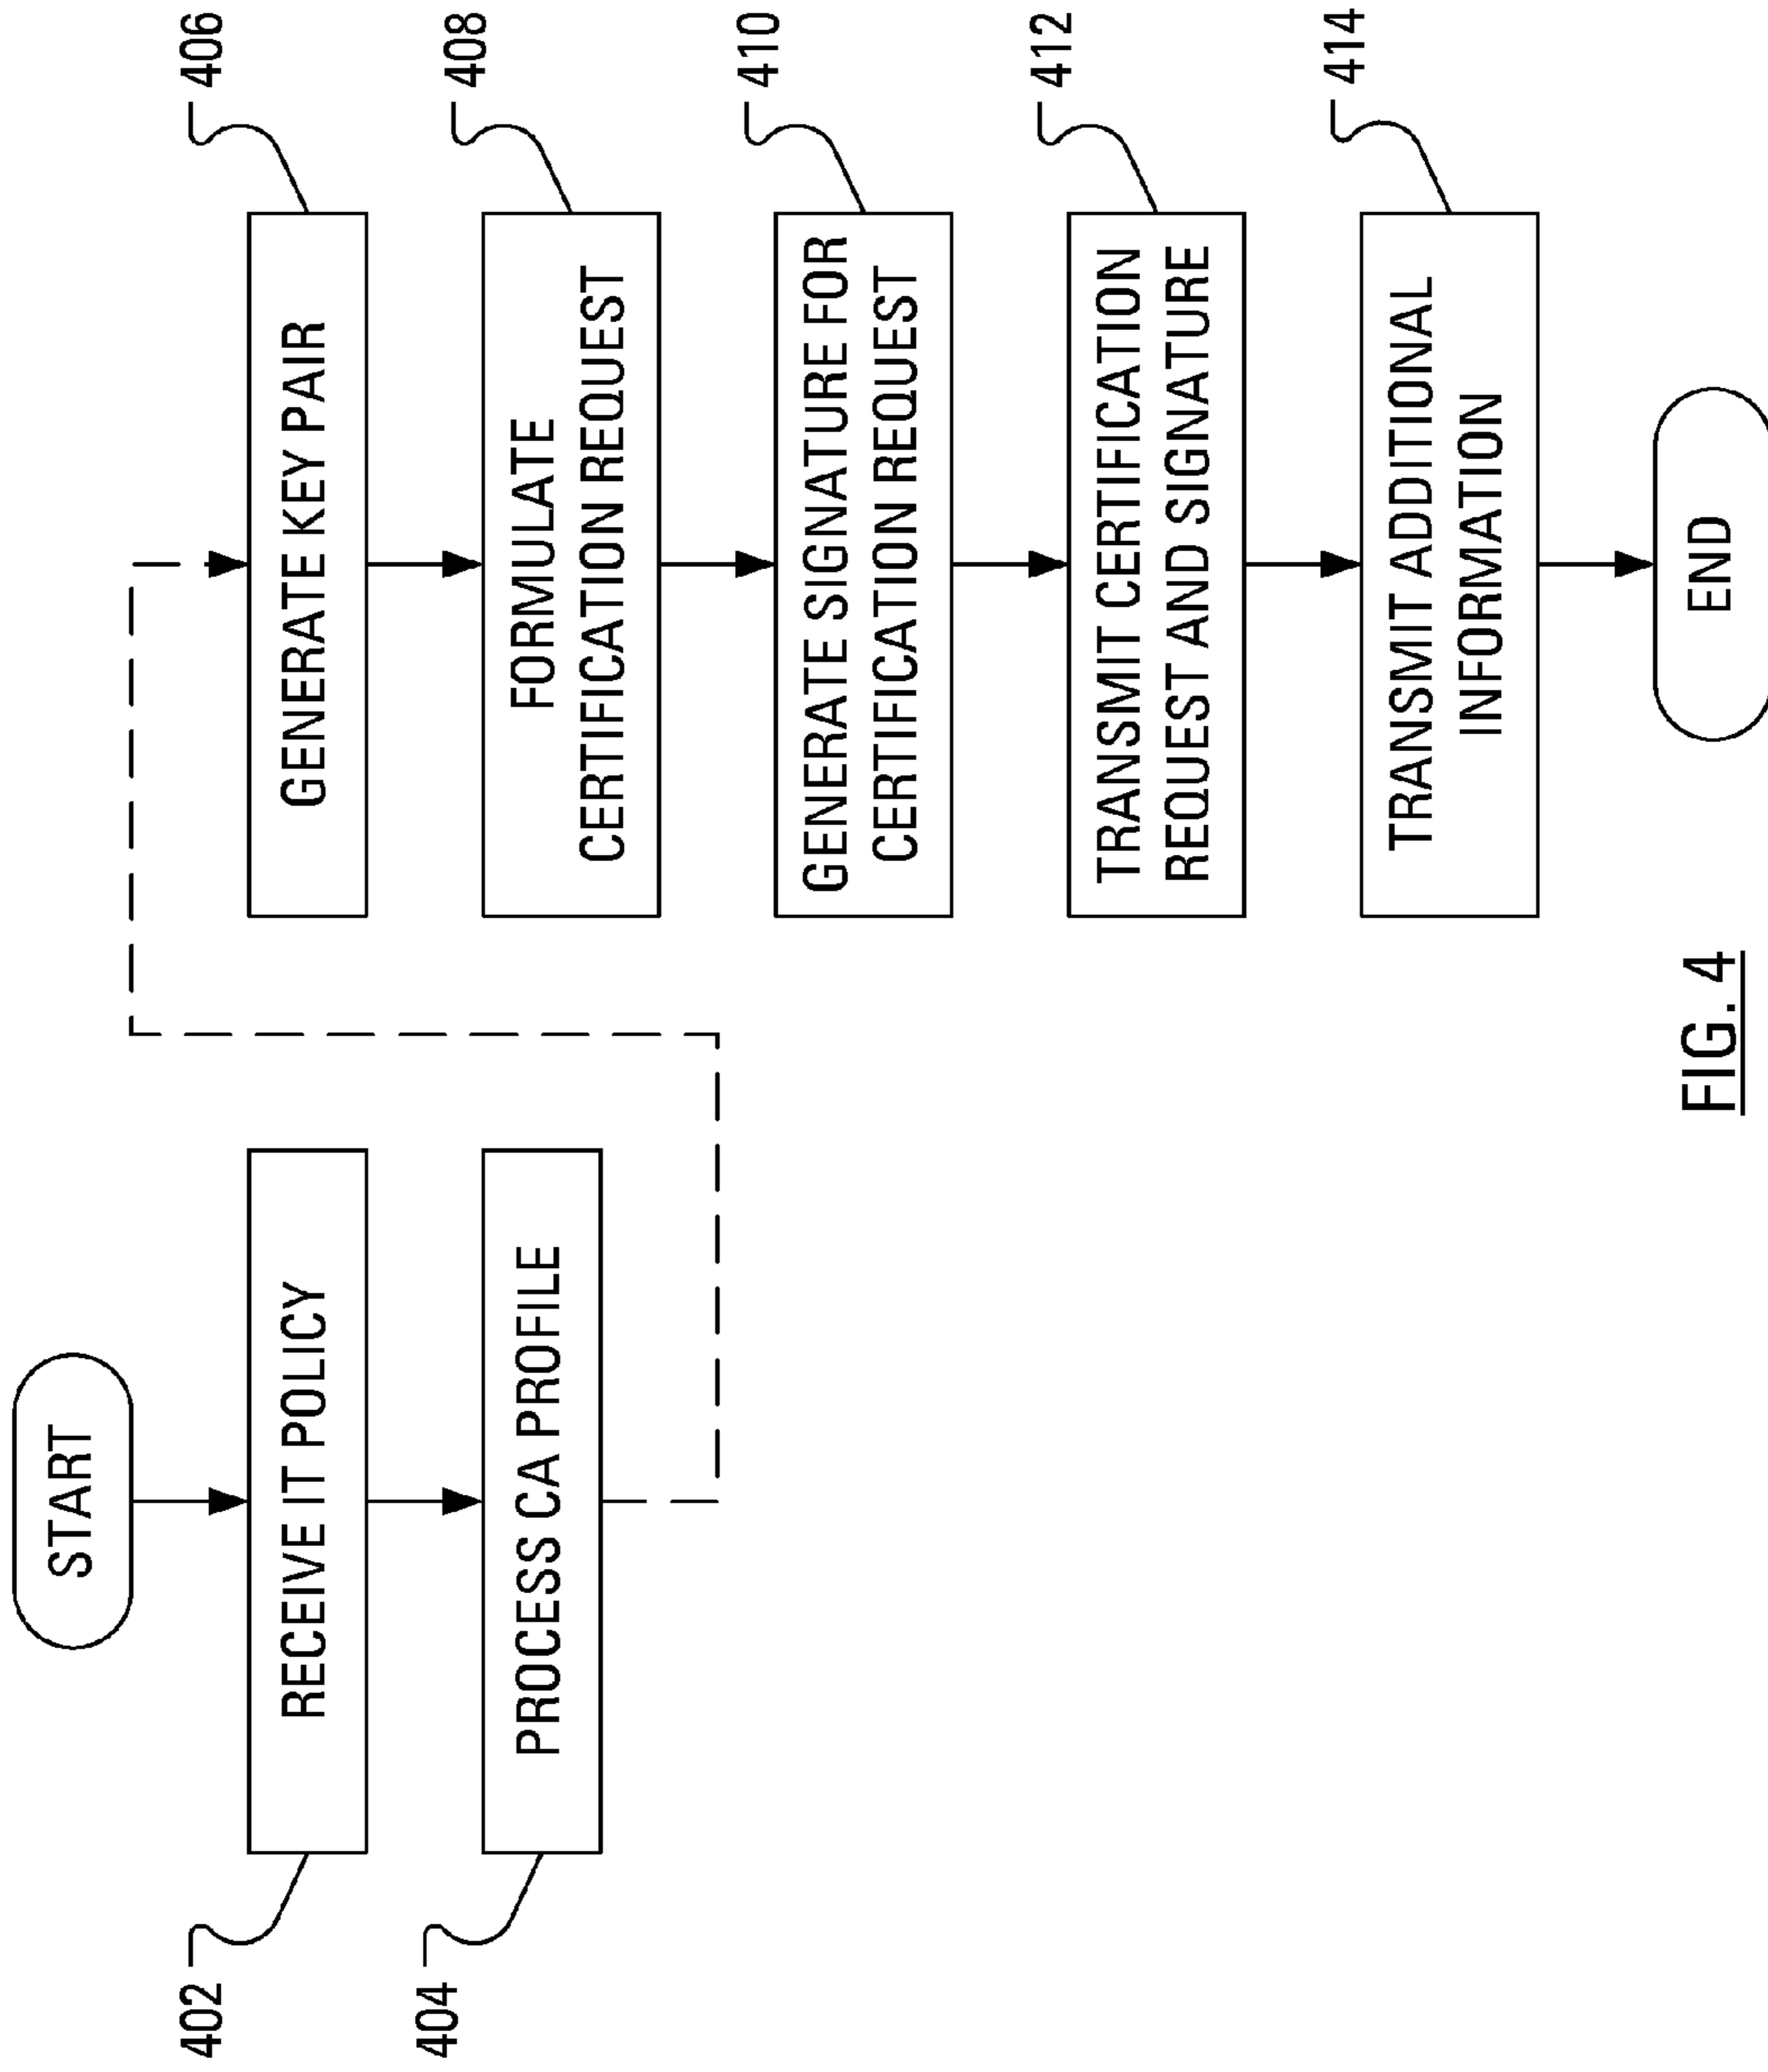 START
402
RECEIVE IT POLICY
404
PROCESS CA PROFILE
406
GENERATE KEY PAIR
408
FORMULATE
CERTIFICATION REQUEST
410
GENERATE SIGNATURE FOR
CERTIFICATION REQUEST
412
TRANSMIT CERTIFICATION
REQUEST AND SIGNATURE
414
TRANSMIT ADDITIONAL
INFORMATION
END
FIG. 4